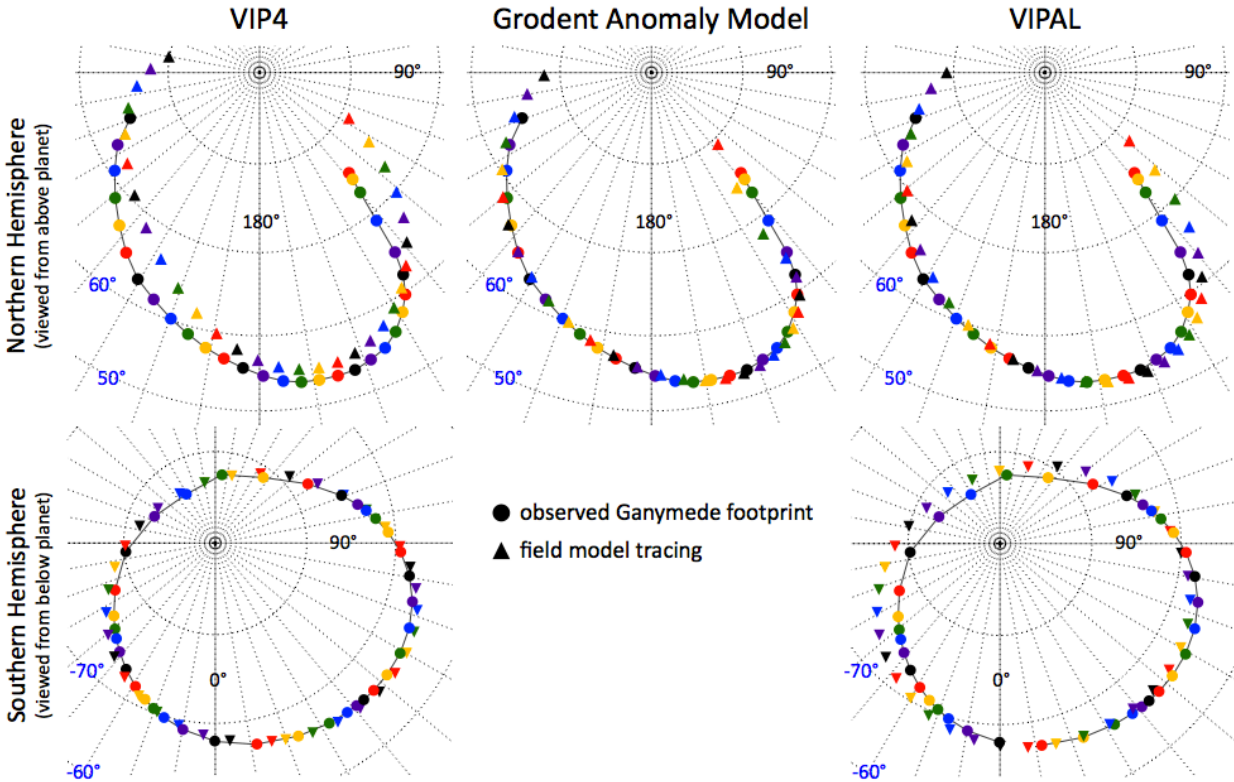 VIP4
Grodent Anomaly Model
VIPAL
Northern Hemisphere
(viewed from above planet)
90°
180°
60°
50°
90°
180°
60°
50°
90°
180°
60°
50°
Southern Hemisphere
(viewed from below planet)
90°
0°
-70°
-60°
observed Ganymede footprint
field model tracing
90°
0°
-70°
-60°